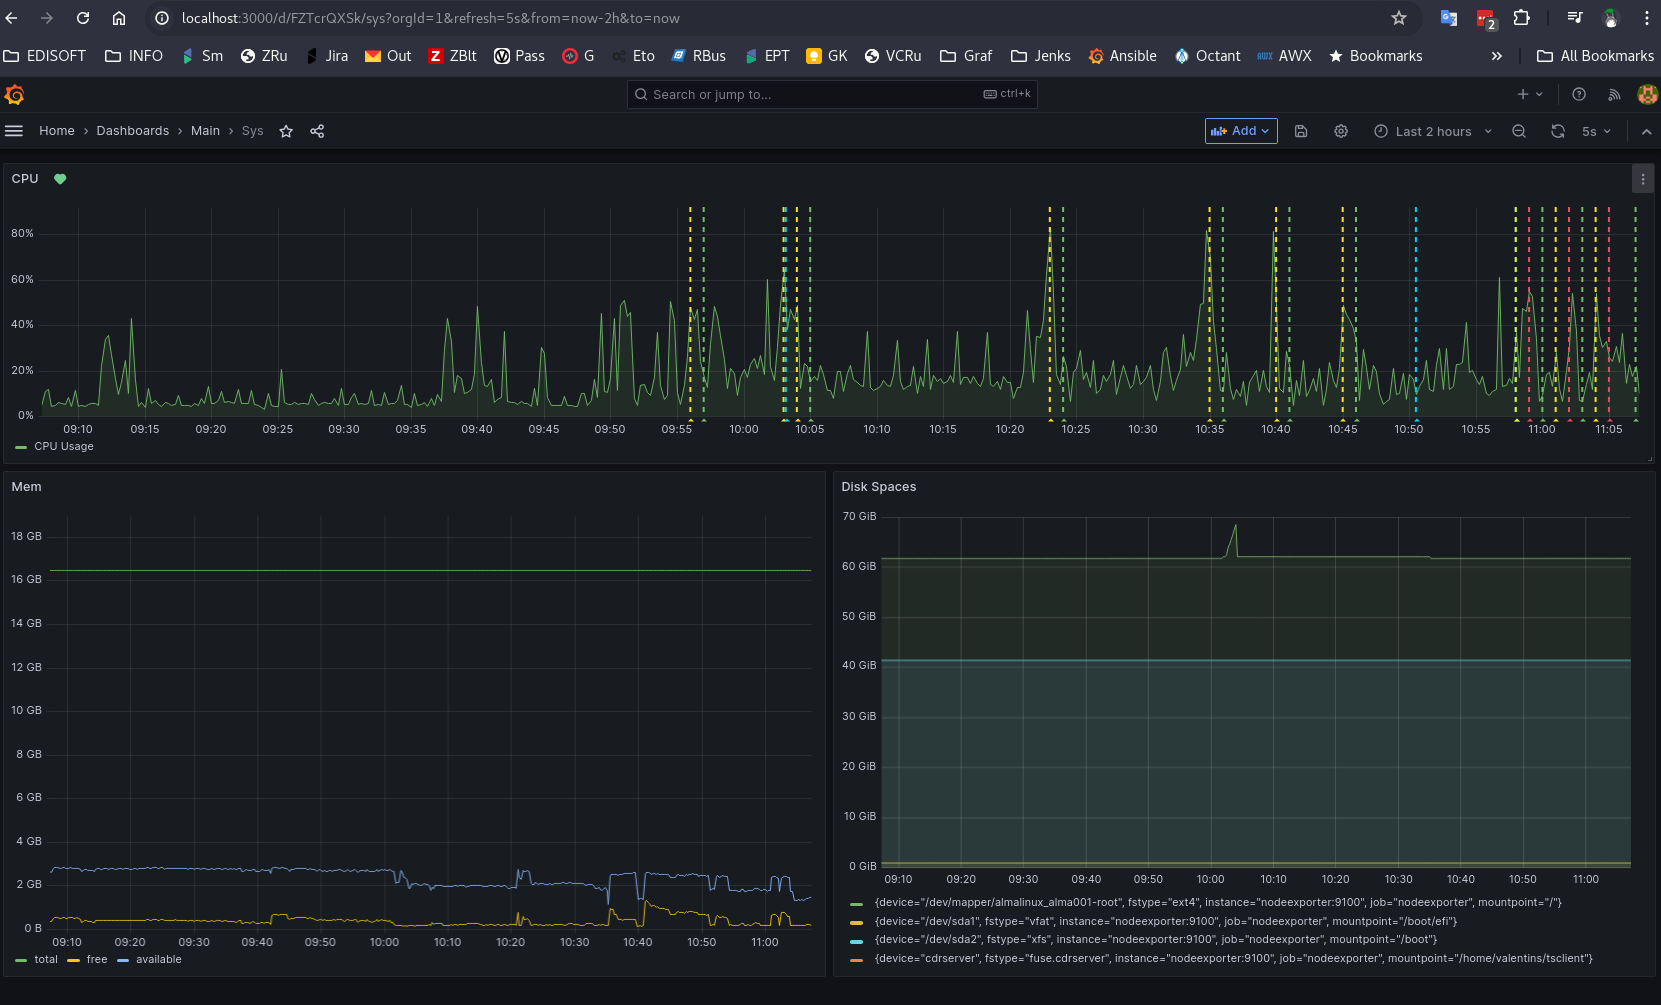 localhost:3000/d/FZTcrQXSk/sys?orgId=1&refresh=5s&from=now-2h&to=now
2
EDISOFT INFO Sm ZRu Jira Out ZBlt Pass G Eto RBus EPT GK VCRu Graf Jenks Ansible Octant AWX Bookmarks » All Bookmarks
Search or jump to... ctrl+k
Home › Dashboards › Main › Sys
Add Last 2 hours 5s
CPU
80%
60%
40%
20%
0%
09:10 09:15 09:20 09:25 09:30 09:35 09:40 09:45 09:50 09:55 10:00 10:05 10:10 10:15 10:20 10:25 10:30 10:35 10:40 10:45 10:50 10:55 11:00 11:05
CPU Usage
Mem
18 GB
16 GB
14 GB
12 GB
10 GB
8 GB
6 GB
4 GB
2 GB
0 B
09:10 09:20 09:30 09:40 09:50 10:00 10:10 10:20 10:30 10:40 10:50 11:00
total free available
Disk Spaces
70 GiB
60 GiB
50 GiB
40 GiB
30 GiB
20 GiB
10 GiB
0 GiB
09:10 09:20 09:30 09:40 09:50 10:00 10:10 10:20 10:30 10:40 10:50 11:00
{device="/dev/mapper/almalinux_alma001-root", fstype="ext4", instance="nodeexporter:9100", job="nodeexporter", mountpoint="/"}
{device="/dev/sda1", fstype="vfat", instance="nodeexporter:9100", job="nodeexporter", mountpoint="/boot/efi"}
{device="/dev/sda2", fstype="xfs", instance="nodeexporter:9100", job="nodeexporter", mountpoint="/boot"}
{device="cdrserver", fstype="fuse.cdrserver", instance="nodeexporter:9100", job="nodeexporter", mountpoint="/home/valentins/tsclient"}